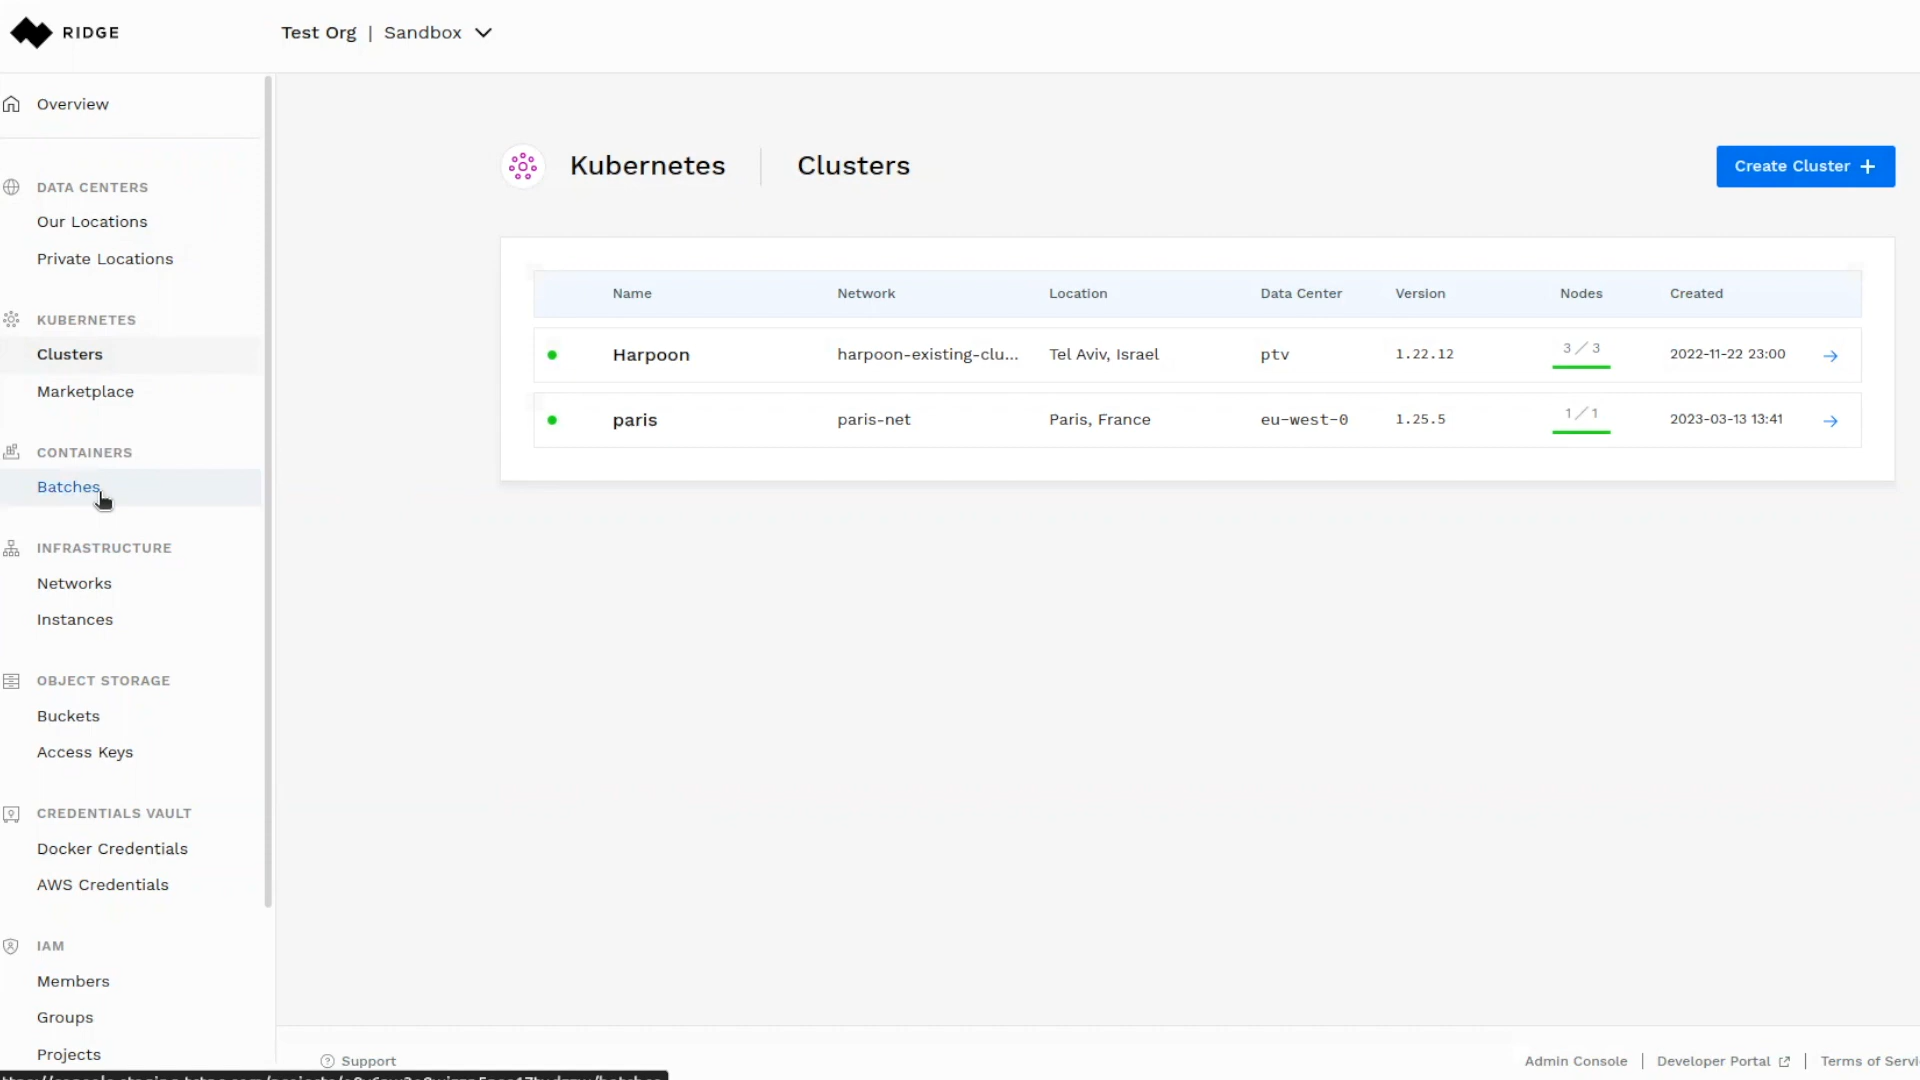 RIDGE
Test Org | Sandbox
Overview
DATA CENTERS
Our Locations
Private Locations
KUBERNETES
Clusters
Marketplace
CONTAINERS
Batches
INFRASTRUCTURE
Networks
Instances
OBJECT STORAGE
Buckets
Access Keys
CREDENTIALS VAULT
Docker Credentials
AWS Credentials
IAM
Members
Groups
Projects
Kubernetes Clusters
Create Cluster +
Name Network Location Data Center Version Nodes Created
Harpoon harpoon-existing-clu... Tel Aviv, Israel ptv 1.22.12 3 / 3 2022-11-22 23:00
paris paris-net Paris, France eu-west-0 1.25.5 1 / 1 2023-03-13 13:41
Support
Admin Console | Developer Portal | Terms of Servi